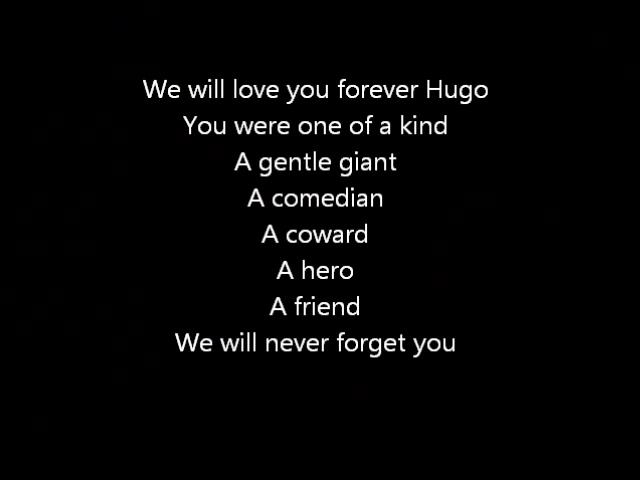 We will love you forever Hugo
You were one of a kind
A gentle giant
A comedian
A coward
A hero
A friend
We will never forget you